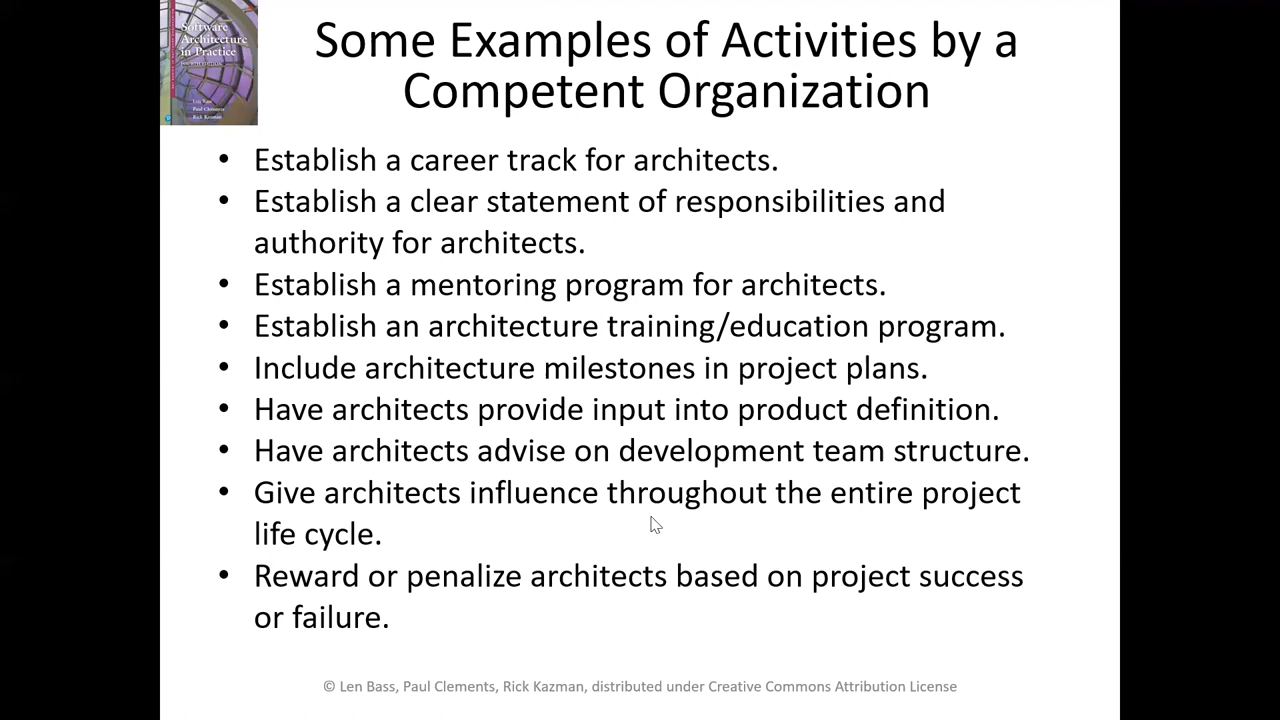 Software
Architecture
in Practice
FOURTH EDITION
Len Bass
Paul Clements
Rick Kazman
Some Examples of Activities by a
Competent Organization
• Establish a career track for architects.
• Establish a clear statement of responsibilities and
authority for architects.
• Establish a mentoring program for architects.
• Establish an architecture training/education program.
• Include architecture milestones in project plans.
• Have architects provide input into product definition.
• Have architects advise on development team structure.
• Give architects influence throughout the entire project
life cycle.
• Reward or penalize architects based on project success
or failure.
© Len Bass, Paul Clements, Rick Kazman, distributed under Creative Commons Attribution License